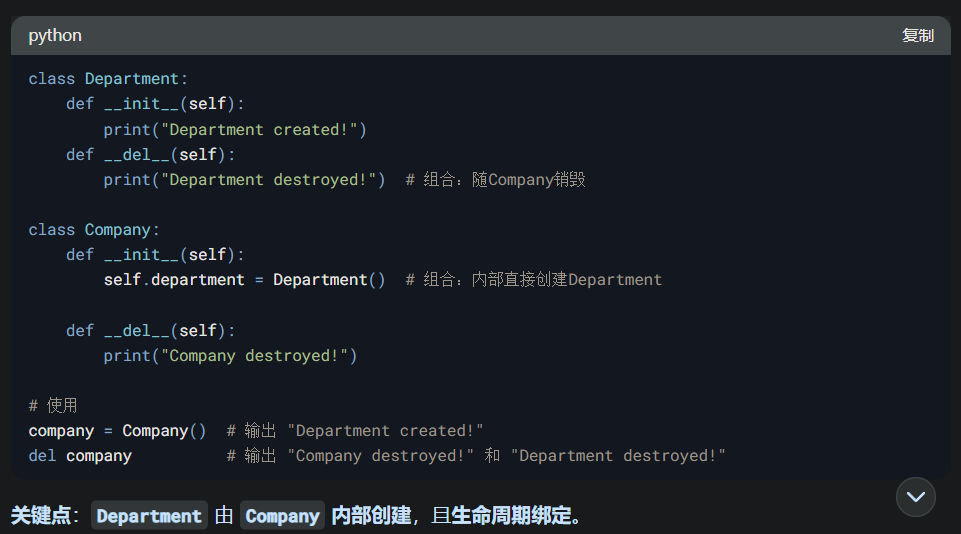 python 复制
class Department:
    def __init__(self):
        print("Department created!")
    def __del__(self):
        print("Department destroyed!")  # 组合：随Company销毁
class Company:
    def __init__(self):
        self.department = Department()  # 组合：内部直接创建Department
    def __del__(self):
        print("Company destroyed!")
# 使用
company = Company()  # 输出 "Department created!"
del company          # 输出 "Company destroyed!" 和 "Department destroyed!"
关键点：Department 由 Company 内部创建，且生命周期绑定。